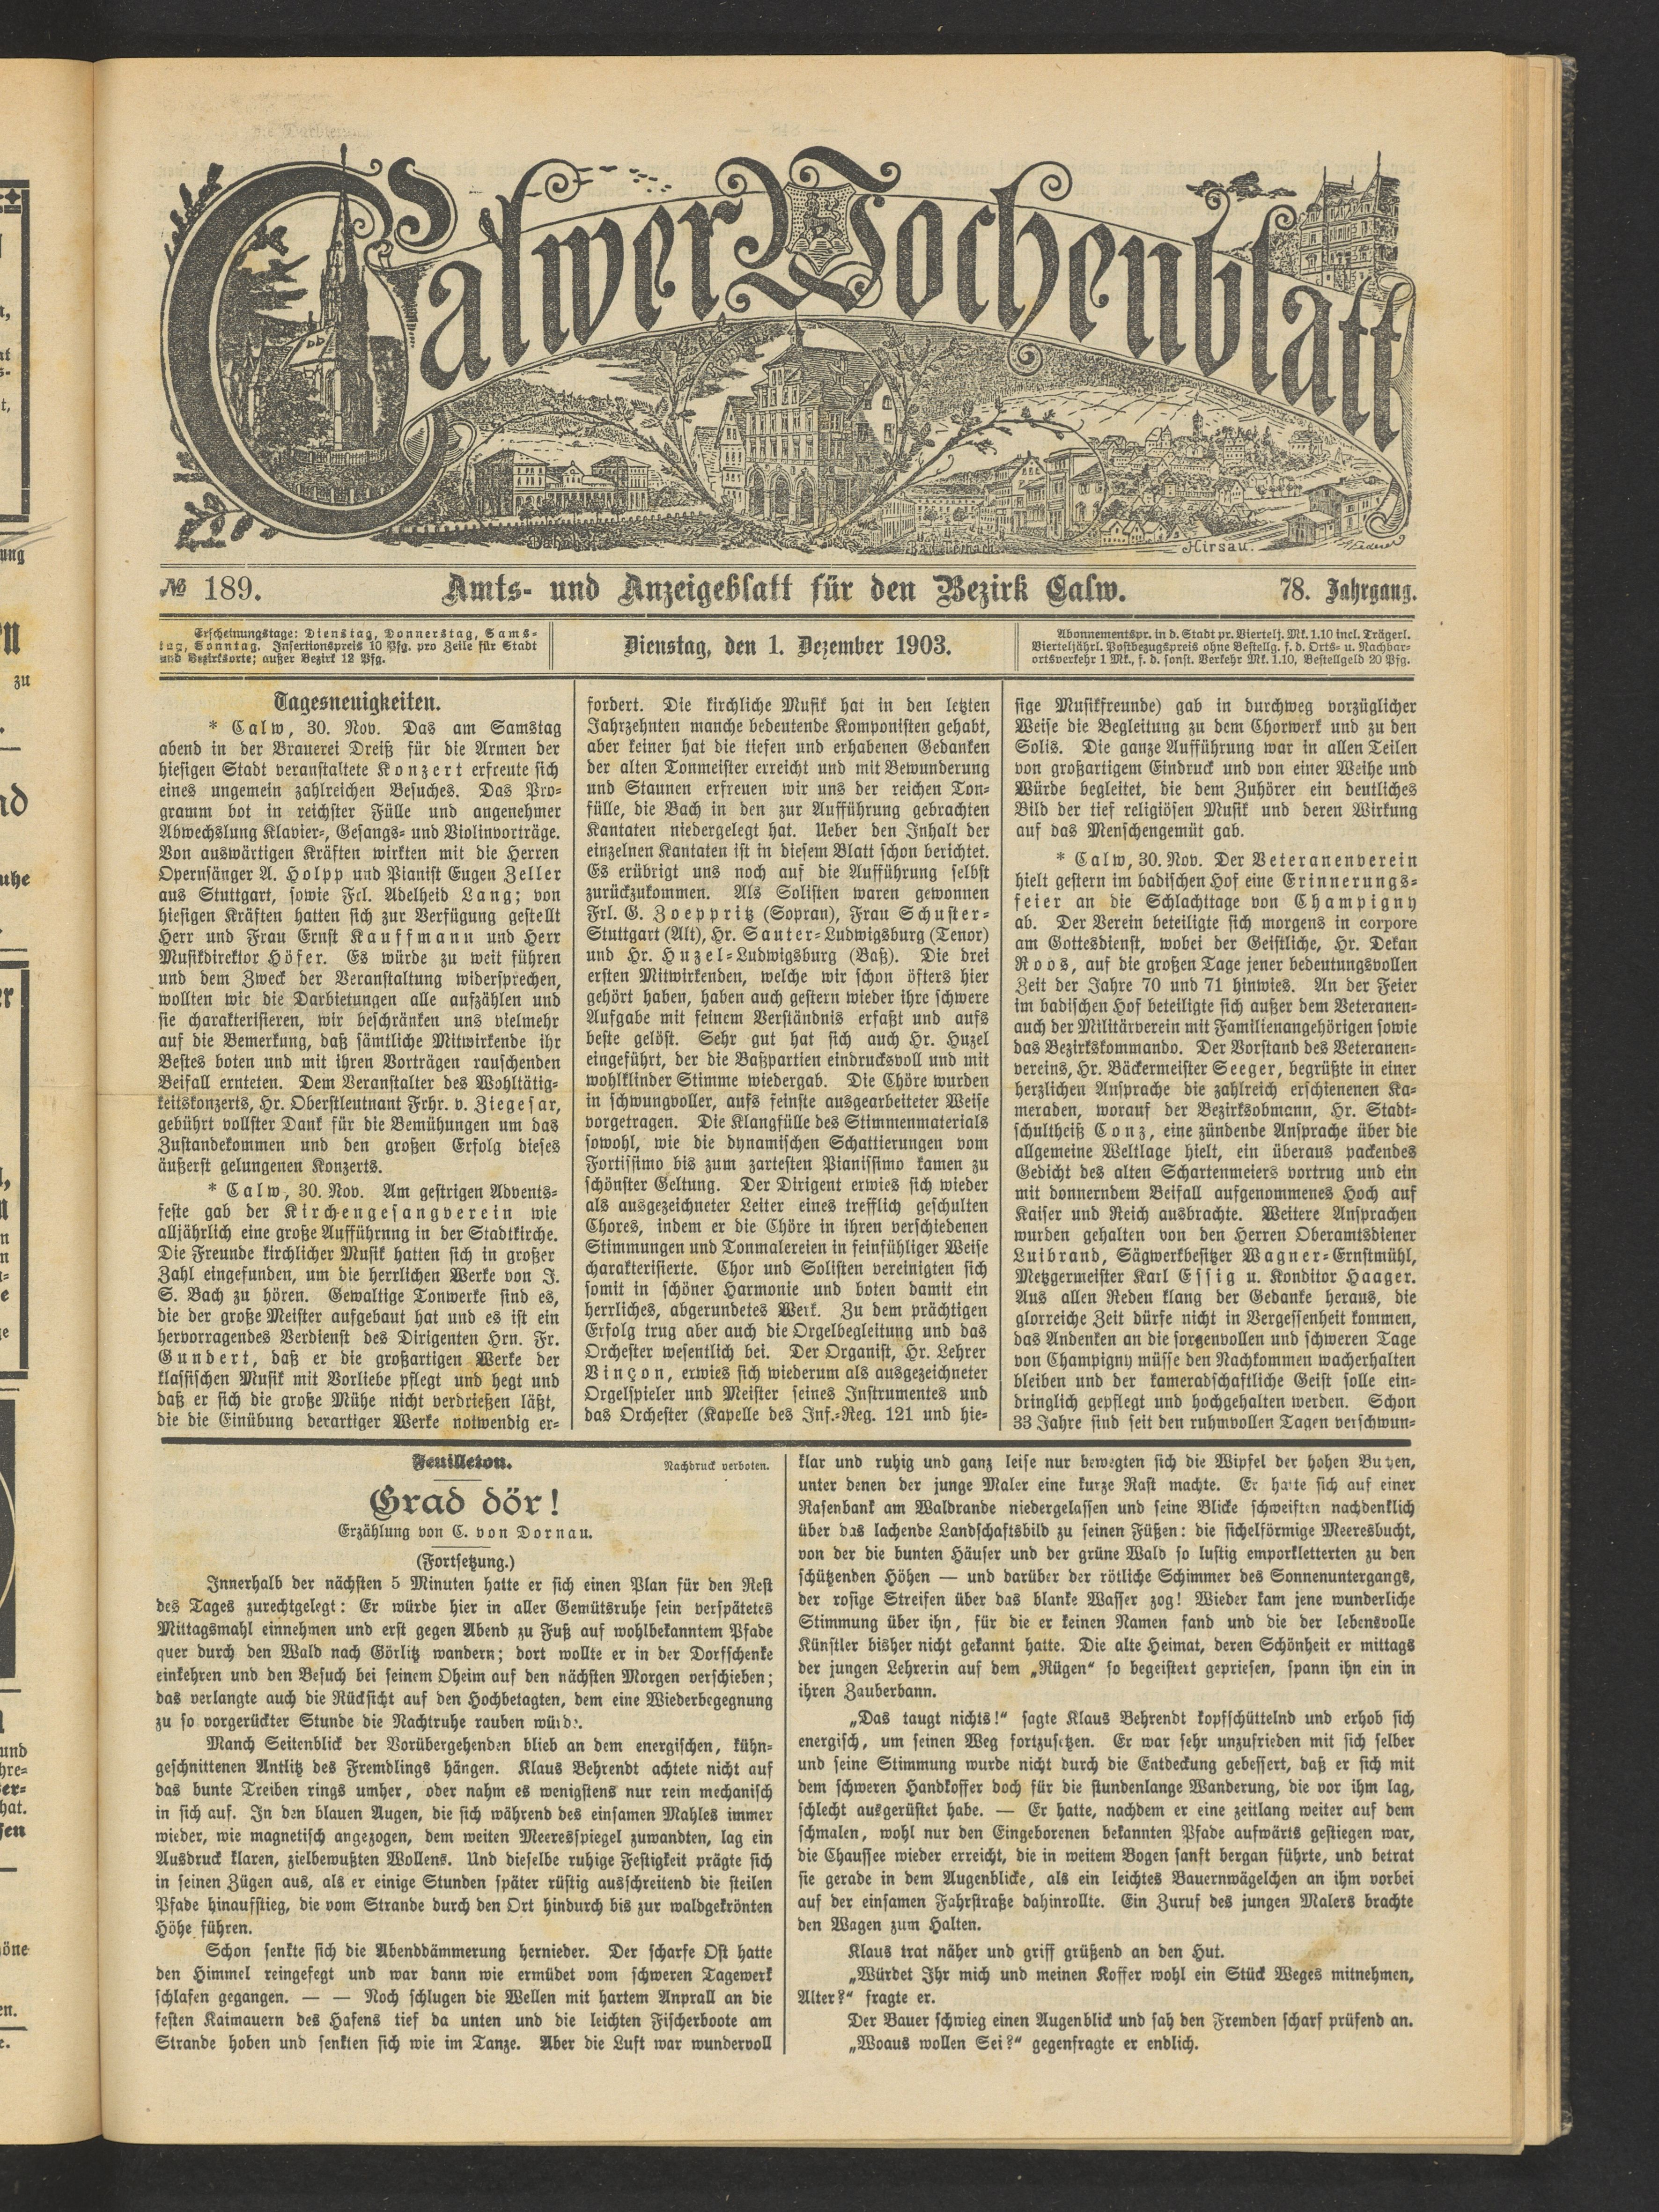 Calwer Wochenblatt
Bahnhof
Bad Teinach
Hirsau.
№ 189.
Amts- und Anzeigeblatt für den Bezirk Calw.
78. Jahrgang.
Erscheinungstage: Dienstag, Donnerstag, Sams-
tag, Sonntag. Insertionspreis 10 Pfg. pro Zeile für Stadt
und Bezirksorte; außer Bezirk 12 Pfg.
Dienstag, den 1. Dezember 1903.
Abonnementspr. in d. Stadt pr. Viertelj. Mk. 1.10 incl. Trägerl.
Vierteljährl. Postbezugspreis ohne Bestellg. f. d. Orts- u. Nachbar-
ortsverkehr 1 Mk., f. d. sonst. Verkehr Mk. 1.10, Bestellgeld 20 Pfg.
Tagesneuigkeiten.
* Calw, 30. Nov. Das am Samstag
abend in der Brauerei Dreiß für die Armen der
hiesigen Stadt veranstaltete Konzert erfreute sich
eines ungemein zahlreichen Besuches. Das Pro-
gramm bot in reichster Fülle und angenehmer
Abwechslung Klavier-, Gesangs- und Violinvorträge.
Von auswärtigen Kräften wirkten mit die Herren
Opernsänger A. Holpp und Pianist Eugen Zeller
aus Stuttgart, sowie Frl. Adelheid Lang; von
hiesigen Kräften hatten sich zur Verfügung gestellt
Herr und Frau Ernst Kauffmann und Herr
Musikdirektor Höfer. Es würde zu weit führen
und dem Zweck der Veranstaltung widersprechen,
wollten wir die Darbietungen alle aufzählen und
sie charakterisieren, wir beschränken uns vielmehr
auf die Bemerkung, daß sämtliche Mitwirkende ihr
Bestes boten und mit ihren Vorträgen rauschenden
Beifall ernteten. Dem Veranstalter des Wohltätig-
keitskonzerts, Hr. Oberstleutnant Frhr. v. Ziegesar,
gebührt vollster Dank für die Bemühungen um das
Zustandekommen und den großen Erfolg dieses
äußerst gelungenen Konzerts.
* Calw, 30. Nov. Am gestrigen Advents-
feste gab der Kirchengesangverein wie
alljährlich eine große Aufführnng in der Stadtkirche.
Die Freunde kirchlicher Musik hatten sich in großer
Zahl eingefunden, um die herrlichen Werke von J.
S. Bach zu hören. Gewaltige Tonwerke sind es,
die der große Meister aufgebaut hat und es ist ein
hervorragendes Verdienst des Dirigenten Hrn. Fr.
Gundert, daß er die großartigen Werke der
klassischen Musik mit Vorliebe pflegt und hegt und
daß er sich die große Mühe nicht verdrießen läßt,
die die Einübung derartiger Werke notwendig er-
fordert. Die kirchliche Musik hat in den letzten
Jahrzehnten manche bedeutende Komponisten gehabt,
aber keiner hat die tiefen und erhabenen Gedanken
der alten Tonmeister erreicht und mit Bewunderung
und Staunen erfreuen wir uns der reichen Ton-
fülle, die Bach in den zur Aufführung gebrachten
Kantaten niedergelegt hat. Ueber den Inhalt der
einzelnen Kantaten ist in diesem Blatt schon berichtet.
Es erübrigt uns noch auf die Aufführung selbst
zurückzukommen. Als Solisten waren gewonnen
Frl. G. Zoeppritz (Sopran), Frau Schuster-
Stuttgart (Alt), Hr. Sauter-Ludwigsburg (Tenor)
und Hr. Huzel-Ludwigsburg (Baß). Die drei
ersten Mitwirkenden, welche wir schon öfters hier
gehört haben, haben auch gestern wieder ihre schwere
Aufgabe mit feinem Verständnis erfaßt und aufs
beste gelöst. Sehr gut hat sich auch Hr. Huzel
eingeführt, der die Baßpartien eindrucksvoll und mit
wohlklinder Stimme wiedergab. Die Chöre wurden
in schwungvoller, aufs feinste ausgearbeiteter Weise
vorgetragen. Die Klangfülle des Stimmenmaterials
sowohl, wie die dynamischen Schattierungen vom
Fortissimo bis zum zartesten Pianissimo kamen zu
schönster Geltung. Der Dirigent erwies sich wieder
als ausgezeichneter Leiter eines trefflich geschulten
Chores, indem er die Chöre in ihren verschiedenen
Stimmungen und Tonmalereien in feinfühliger Weise
charakterisierte. Chor und Solisten vereinigten sich
somit in schöner Harmonie und boten damit ein
herrliches, abgerundetes Werk. Zu dem prächtigen
Erfolg trug aber auch die Orgelbegleitung und das
Orchester wesentlich bei. Der Organist, Hr. Lehrer
Vinçon, erwies sich wiederum als ausgezeichneter
Orgelspieler und Meister seines Instrumentes und
das Orchester (Kapelle des Inf.-Reg. 121 und hie-
sige Musikfreunde) gab in durchweg vorzüglicher
Weise die Begleitung zu dem Chorwerk und zu den
Solis. Die ganze Aufführung war in allen Teilen
von großartigem Eindruck und von einer Weihe und
Würde begleitet, die dem Zuhörer ein deutliches
Bild der tief religiösen Musik und deren Wirkung
auf das Menschengemüt gab.
* Calw, 30. Nov. Der Veteranenverein
hielt gestern im badischen Hof eine Erinnerungs-
feier an die Schlachttage von Champigny
ab. Der Verein beteiligte sich morgens in corpore
am Gottesdienst, wobei der Geistliche, Hr. Dekan
Roos, auf die großen Tage jener bedeutungsvollen
Zeit der Jahre 70 und 71 hinwies. An der Feier
im badischen Hof beteiligte sich außer dem Veteranen-
auch der Militärverein mit Familienangehörigen sowie
das Bezirkskommando. Der Vorstand des Veteranen-
vereins, Hr. Bäckermeister Seeger, begrüßte in einer
herzlichen Ansprache die zahlreich erschienenen Ka-
meraden, worauf der Bezirksobmann, Hr. Stadt-
schultheiß Conz, eine zündende Ansprache über die
allgemeine Weltlage hielt, ein überaus packendes
Gedicht des alten Schartenmeiers vortrug und ein
mit donnerndem Beifall aufgenommenes Hoch auf
Kaiser und Reich ausbrachte. Weitere Ansprachen
wurden gehalten von den Herren Oberamtsdiener
Luibrand, Sägwerkbesitzer Wagner-Ernstmühl,
Metzgermeister Karl Essig u. Konditor Haager.
Aus allen Reden klang der Gedanke heraus, die
glorreiche Zeit dürfe nicht in Vergessenheit kommen,
das Andenken an die sorgenvollen und schweren Tage
von Champigny müsse den Nachkommen wacherhalten
bleiben und der kameradschaftliche Geist solle ein-
dringlich gepflegt und hochgehalten werden. Schon
33 Jahre sind seit den ruhmvollen Tagen verschwun-
Feuilleton.
Nachdruck verboten.
Grad dör!
Erzählung von C. von Dornau.
(Fortsetzung.)
Innerhalb der nächsten 5 Minuten hatte er sich einen Plan für den Rest
des Tages zurechtgelegt: Er würde hier in aller Gemütsruhe sein verspätetes
Mittagsmahl einnehmen und erst gegen Abend zu Fuß auf wohlbekanntem Pfade
quer durch den Wald nach Görlitz wandern; dort wollte er in der Dorfschenke
einkehren und den Besuch bei seinem Oheim auf den nächsten Morgen verschieben;
das verlangte auch die Rücksicht auf den Hochbetagten, dem eine Wiederbegegnung
zu so vorgerückter Stunde die Nachtruhe rauben würde.
Manch Seitenblick der Vorübergehenden blieb an dem energischen, kühn-
geschnittenen Antlitz des Fremdlings hängen. Klaus Behrendt achtete nicht auf
das bunte Treiben rings umher, oder nahm es wenigstens nur rein mechanisch
in sich auf. In den blauen Augen, die sich während des einsamen Mahles immer
wieder, wie magnetisch angezogen, dem weiten Meeresspiegel zuwandten, lag ein
Ausdruck klaren, zielbewußten Wollens. Und dieselbe ruhige Festigkeit prägte sich
in seinen Zügen aus, als er einige Stunden später rüstig ausschreitend die steilen
Pfade hinaufstieg, die vom Strande durch den Ort hindurch bis zur waldgekrönten
Höhe führen.
Schon senkte sich die Abenddämmerung hernieder. Der scharfe Ost hatte
den Himmel reingefegt und war dann wie ermüdet vom schweren Tagewerk
schlafen gegangen. — — Noch schlugen die Wellen mit hartem Anprall an die
festen Kaimauern des Hafens tief da unten und die leichten Fischerboote am
Strande hoben und senkten sich wie im Tanze. Aber die Luft war wundervoll
klar und ruhig und ganz leise nur bewegten sich die Wipfel der hohen Buchen,
unter denen der junge Maler eine kurze Rast machte. Er hatte sich auf einer
Rasenbank am Waldrande niedergelassen und seine Blicke schweiften nachdenklich
über das lachende Landschaftsbild zu seinen Füßen: die sichelförmige Meeresbucht,
von der die bunten Häuser und der grüne Wald so lustig emporkletterten zu den
schützenden Höhen — und darüber der rötliche Schimmer des Sonnenuntergangs,
der rosige Streifen über das blanke Wasser zog! Wieder kam jene wunderliche
Stimmung über ihn, für die er keinen Namen fand und die der lebensvolle
Künstler bisher nicht gekannt hatte. Die alte Heimat, deren Schönheit er mittags
der jungen Lehrerin auf dem „Rügen“ so begeistert gepriesen, spann ihn ein in
ihren Zauberbann.
„Das taugt nichts!“ sagte Klaus Behrendt kopfschüttelnd und erhob sich
energisch, um seinen Weg fortzusetzen. Er war sehr unzufrieden mit sich selber
und seine Stimmung wurde nicht durch die Entdeckung gebessert, daß er sich mit
dem schweren Handkoffer doch für die stundenlange Wanderung, die vor ihm lag,
schlecht ausgerüstet habe. — Er hatte, nachdem er eine zeitlang weiter auf dem
schmalen, wohl nur den Eingeborenen bekannten Pfade aufwärts gestiegen war,
die Chaussee wieder erreicht, die in weitem Bogen sanft bergan führte, und betrat
sie gerade in dem Augenblicke, als ein leichtes Bauernwägelchen an ihm vorbei
auf der einsamen Fahrstraße dahinrollte. Ein Zuruf des jungen Malers brachte
den Wagen zum Halten.
Klaus trat näher und griff grüßend an den Hut.
„Würdet Ihr mich und meinen Koffer wohl ein Stück Weges mitnehmen,
Alter?“ fragte er.
Der Bauer schwieg einen Augenblick und sah den Fremden scharf prüfend an.
„Woaus wollen Sei?“ gegenfragte er endlich.